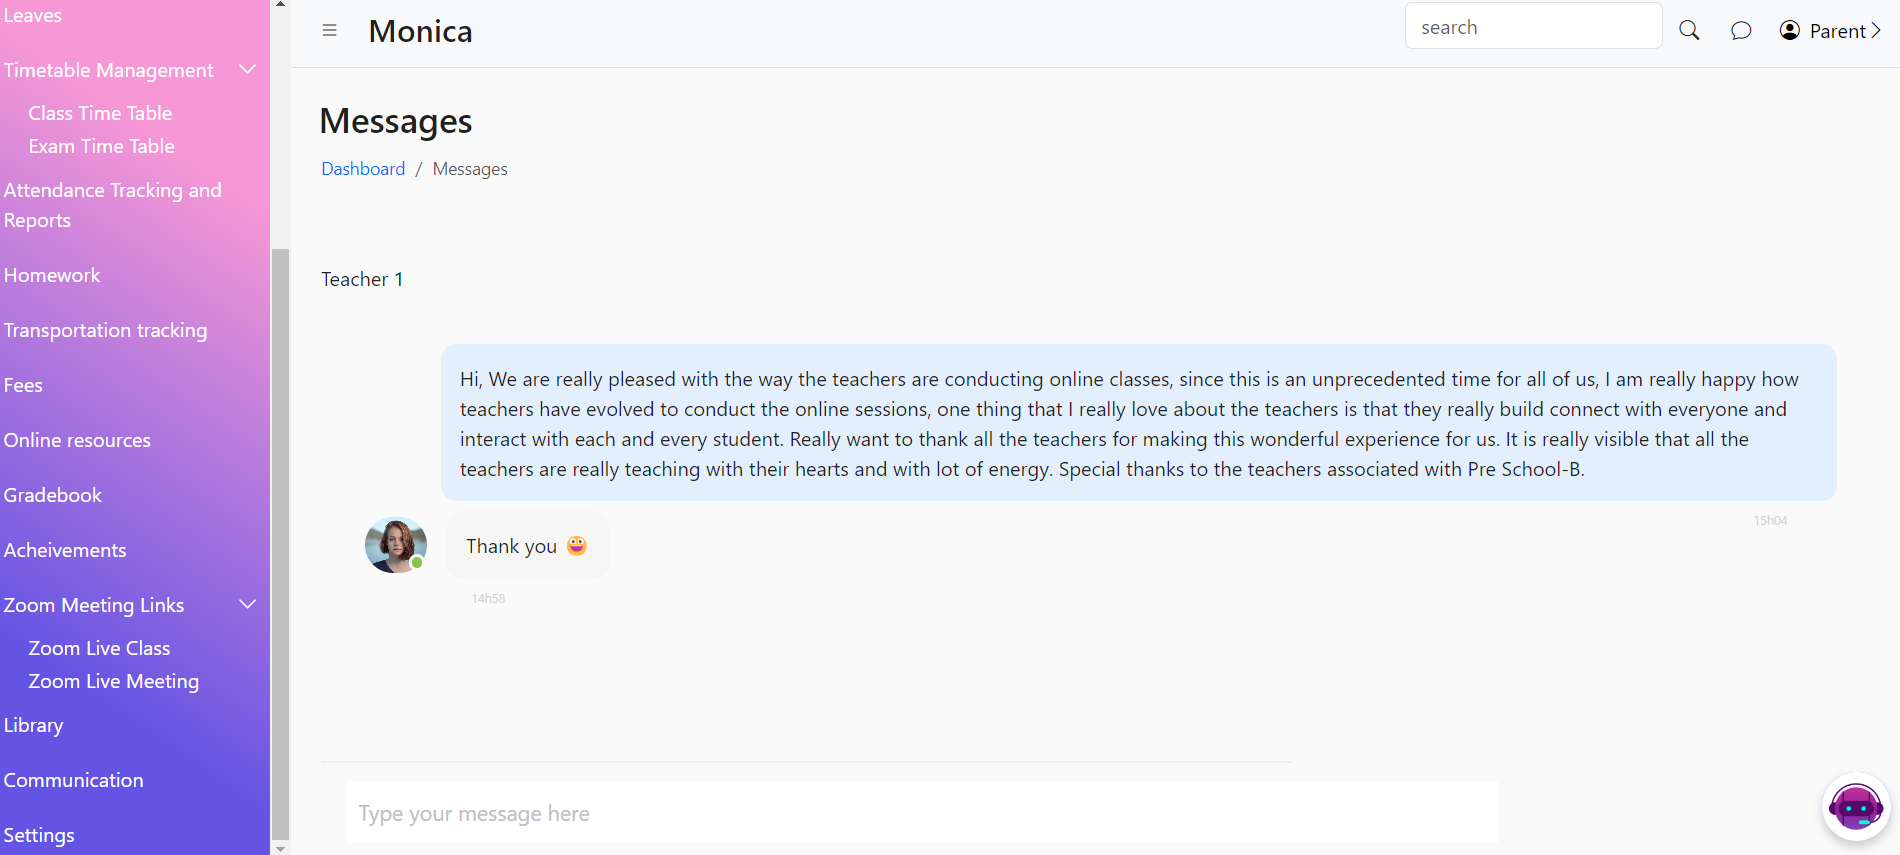 Leaves
Timetable Management
Class Time Table
Exam Time Table
Attendance Tracking and
Reports
Homework
Transportation tracking
Fees
Online resources
Gradebook
Acheivements
Zoom Meeting Links
Zoom Live Class
Zoom Live Meeting
Library
Communication
Settings
Monica
search
Parent
Messages
Dashboard / Messages
Teacher 1
Hi, We are really pleased with the way the teachers are conducting online classes, since this is an unprecedented time for all of us, I am really happy how
teachers have evolved to conduct the online sessions, one thing that I really love about the teachers is that they really build connect with everyone and
interact with each and every student. Really want to thank all the teachers for making this wonderful experience for us. It is really visible that all the
teachers are really teaching with their hearts and with lot of energy. Special thanks to the teachers associated with Pre School-B.
15h04
Thank you 😀
14h58
Type your message here